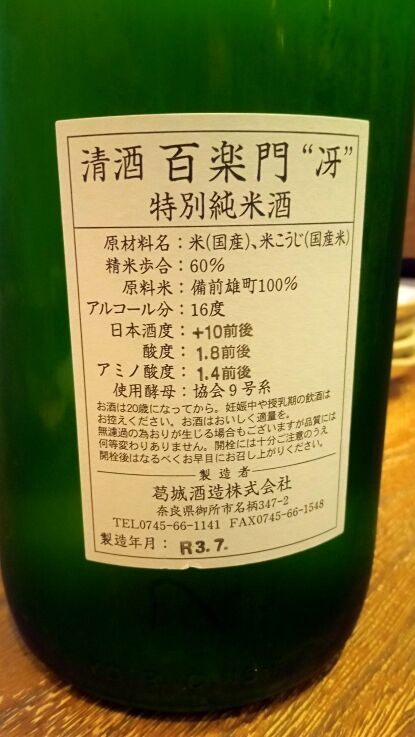 清酒 百楽門 “冴”
特別純米酒
原材料名：米(国産)、米こうじ(国産米)
精米歩合：60%
原料米：備前雄町100%
アルコール分：16度
日本酒度：+10前後
酸度：1.8前後
アミノ酸度：1.4前後
使用酵母：協会９号系
お酒は20歳になってから。妊娠中や授乳期の飲酒は
お控えください。お酒はおいしく適量を。
無濾過の為おりが生じる場合もございますが品質には
何等変わりありません。開栓には十分ご注意のうえ
開栓後はなるべくお早目にお召し上がりください。
製造者
葛城酒造株式会社
奈良県御所市名柄347-2
TEL0745-66-1141 FAX0745-66-1548
製造年月：R3.7.